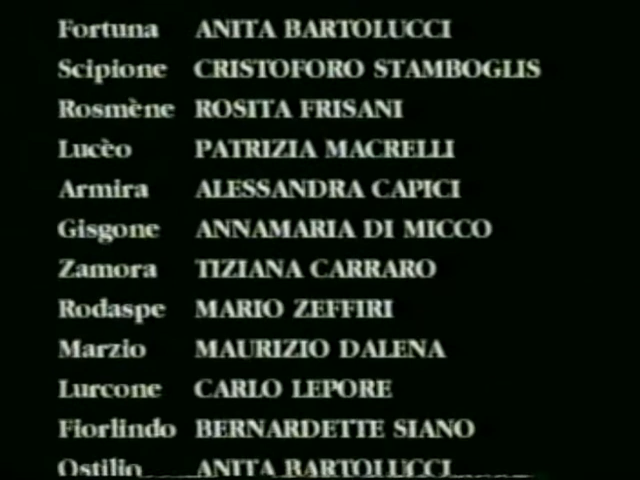 Fortuna ANITA BARTOLUCCI
Scipione CRISTOFORO STAMBOGLIS
Rosmène ROSITA FRISANI
Lucèo PATRIZIA MACRELLI
Armira ALESSANDRA CAPICI
Gisgone ANNAMARIA DI MICCO
Zamora TIZIANA CARRARO
Rodaspe MARIO ZEFFIRI
Marzio MAURIZIO DALENA
Lurcone CARLO LEPORE
Fiorlindo BERNARDETTE SIANO
Ostilio ANITA BARTOLUCCI